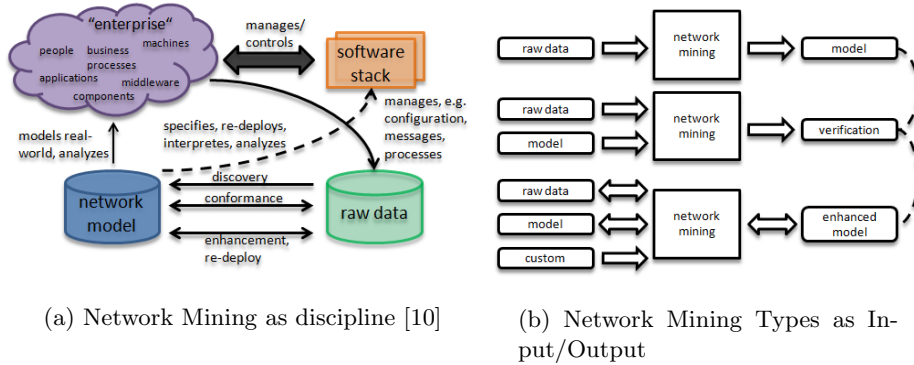 "enterprise"
people
business
processes
machines
applications
middleware
components
manages/
controls
software
stack
models real-
world, analyzes
specifies, re-deploys,
interpretes, analyzes
manages, e.g.
configuration,
messages,
processes
network
model
discovery
conformance
enhancement,
re-deploy
raw data
(a) Network Mining as discipline [10]
raw data
network
mining
model
raw data
model
network
mining
verification
raw data
model
custom
network
mining
enhanced
model
(b) Network Mining Types as In-
put/Output